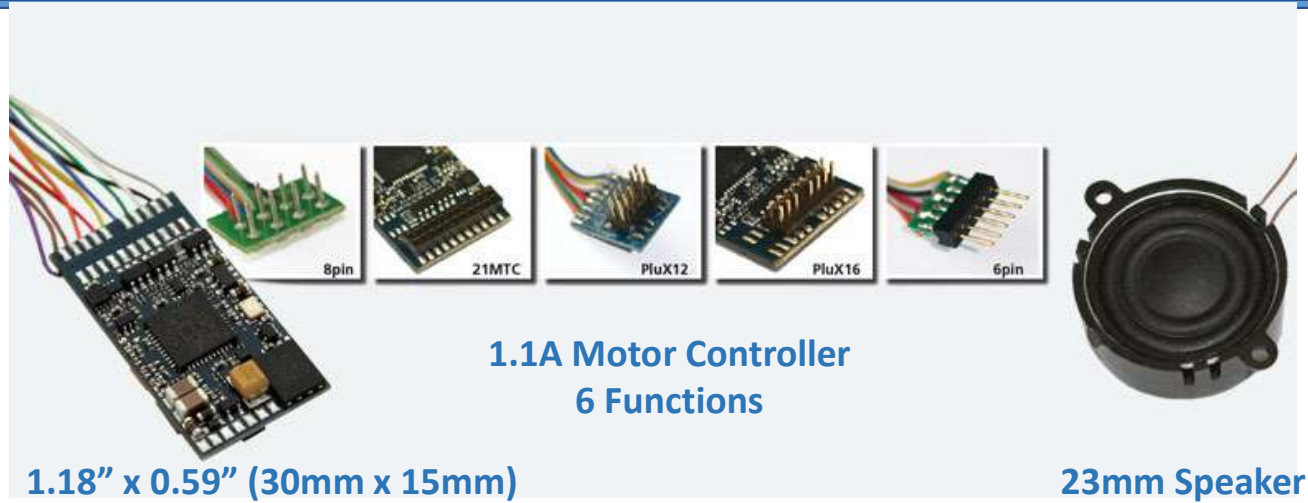 8pin
21MTC
PluX12
PluX16
6pin
1.1A Motor Controller
6 Functions
1.18” x 0.59” (30mm x 15mm)
23mm Speaker